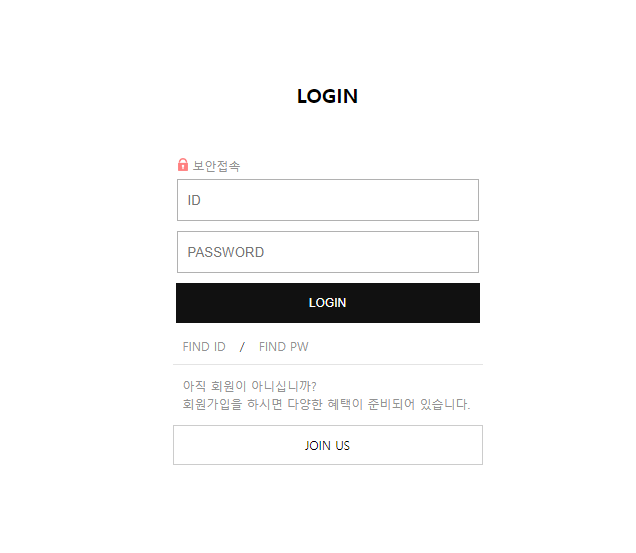 LOGIN
보안접속
ID
PASSWORD
LOGIN
FIND ID / FIND PW
아직 회원이 아니십니까?
회원가입을 하시면 다양한 혜택이 준비되어 있습니다.
JOIN US